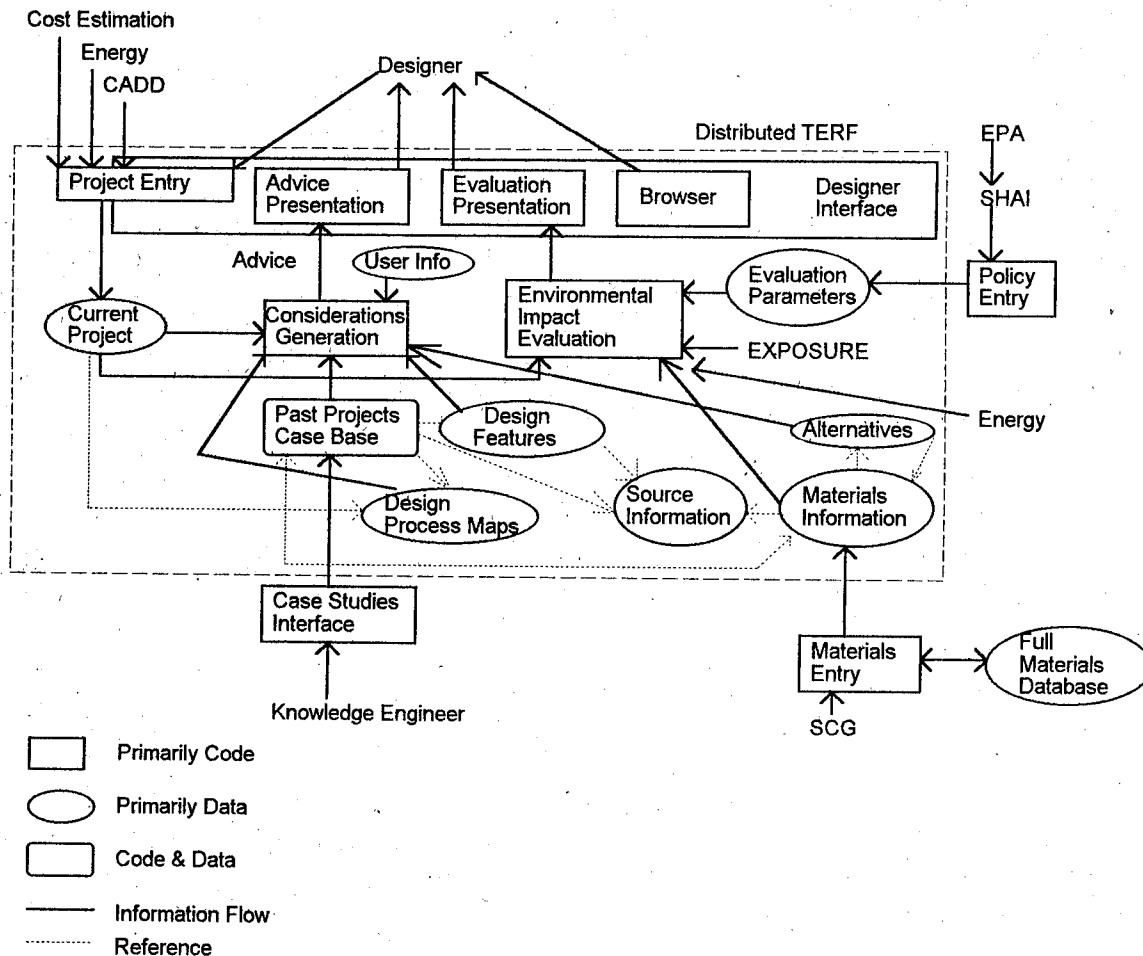 Cost Estimation
Energy
CADD
Designer
Distributed TERF
EPA
SHAI
Project Entry
Advice
Presentation
Evaluation
Presentation
Browser
Designer
Interface
Advice
User Info
Policy
Entry
Evaluation
Parameters
Current
Project
Considerations
Generation
Environmental
Impact
Evaluation
EXPOSURE
Energy
Past Projects
Case Base
Design
Features
Alternatives
Design
Process Maps
Source
Information
Materials
Information
Case Studies
Interface
Materials
Entry
Full
Materials
Database
Knowledge Engineer
SCG
Primarily Code
Primarily Data
Code & Data
Information Flow
Reference